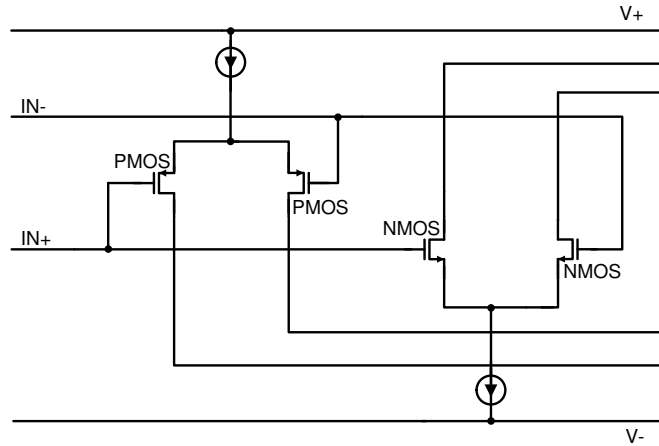 V+
IN-
PMOS
PMOS
NMOS
IN+
NMOS
V-